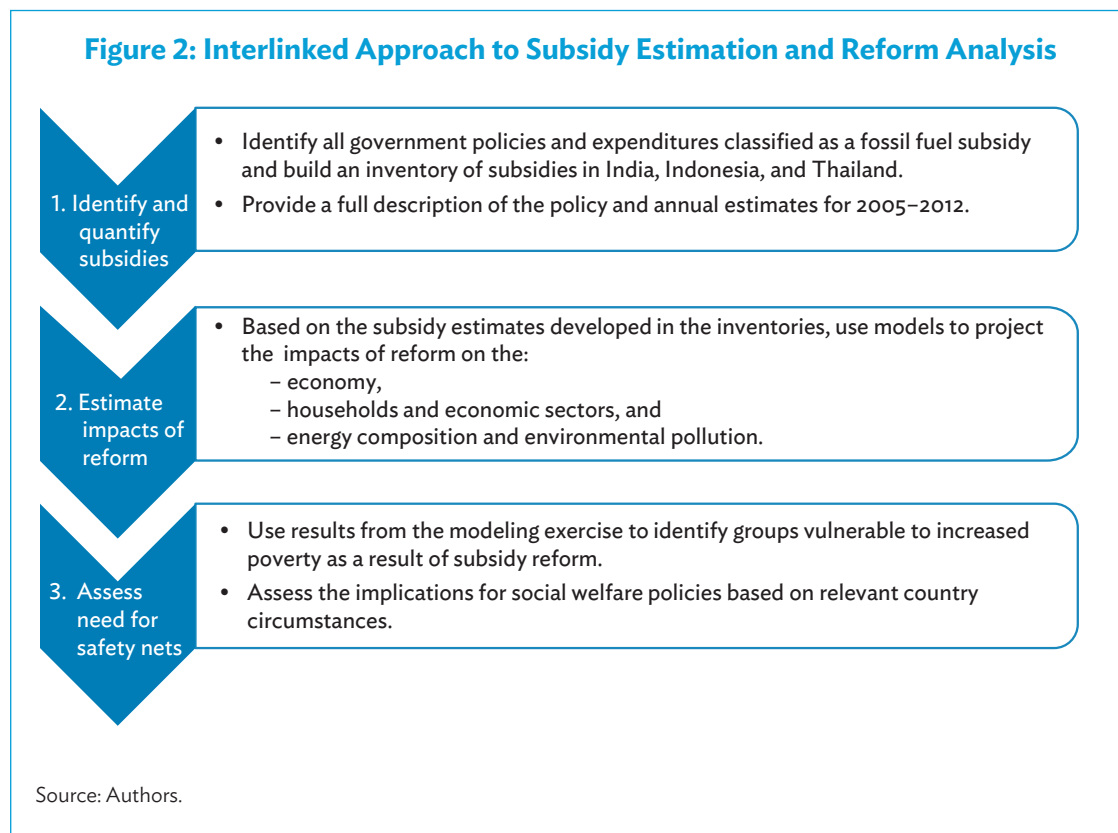 Figure 2: Interlinked Approach to Subsidy Estimation and Reform Analysis
1. Identify and
quantify
subsidies
• Identify all government policies and expenditures classified as a fossil fuel subsidy
and build an inventory of subsidies in India, Indonesia, and Thailand.
• Provide a full description of the policy and annual estimates for 2005–2012.
2. Estimate
impacts of
reform
• Based on the subsidy estimates developed in the inventories, use models to project
the impacts of reform on the:
– economy,
– households and economic sectors, and
– energy composition and environmental pollution.
3. Assess
need for
safety nets
• Use results from the modeling exercise to identify groups vulnerable to increased
poverty as a result of subsidy reform.
• Assess the implications for social welfare policies based on relevant country
circumstances.
Source: Authors.